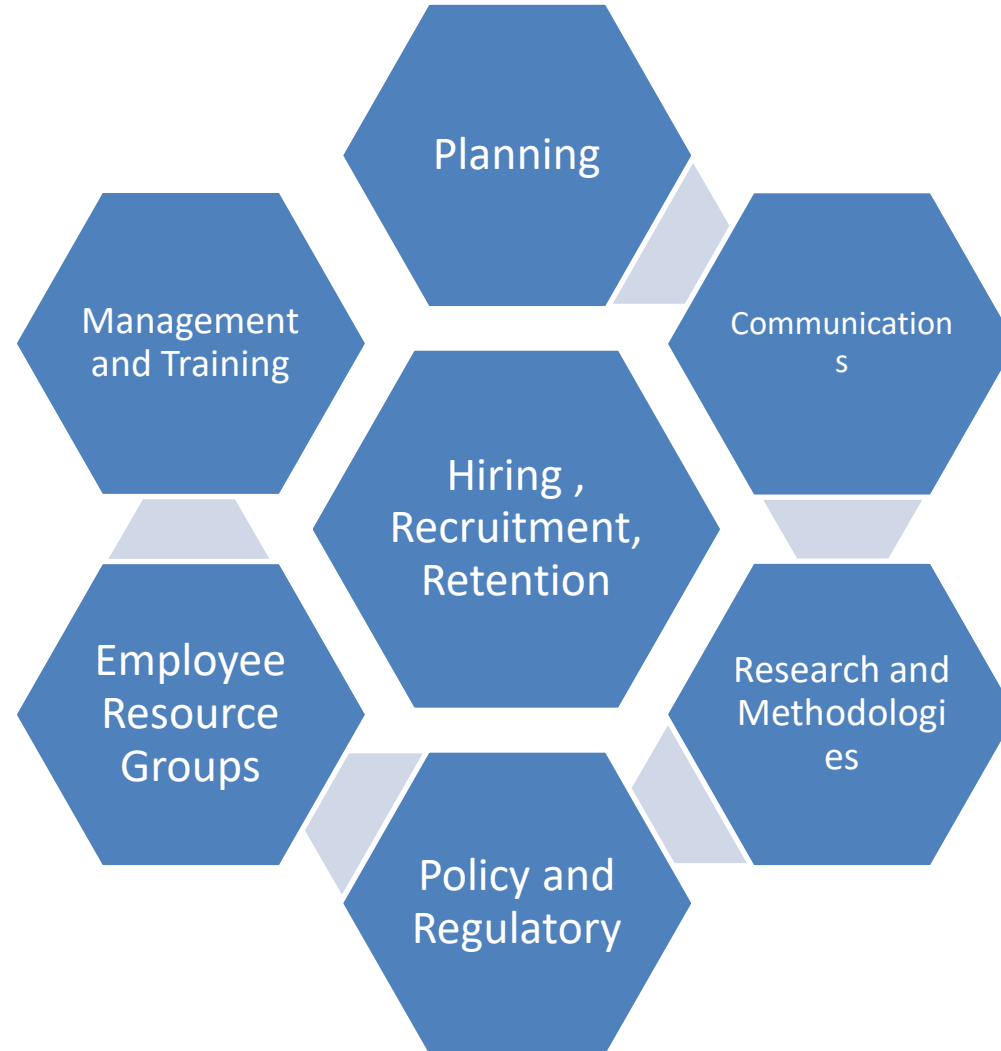 Planning
Management
and Training
Communication
s
Hiring ,
Recruitment,
Retention
Employee
Resource
Groups
Research and
Methodologi
es
Policy and
Regulatory